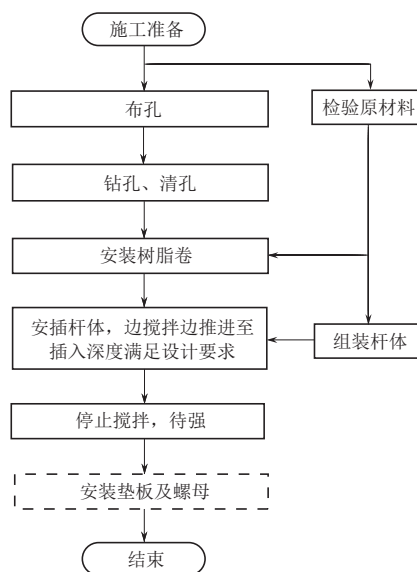 施工准备
布孔
检验原材料
钻孔、清孔
安装树脂卷
安插杆体，边搅拌边推进至
插入深度满足设计要求
组装杆体
停止搅拌，待强
安装垫板及螺母
结束